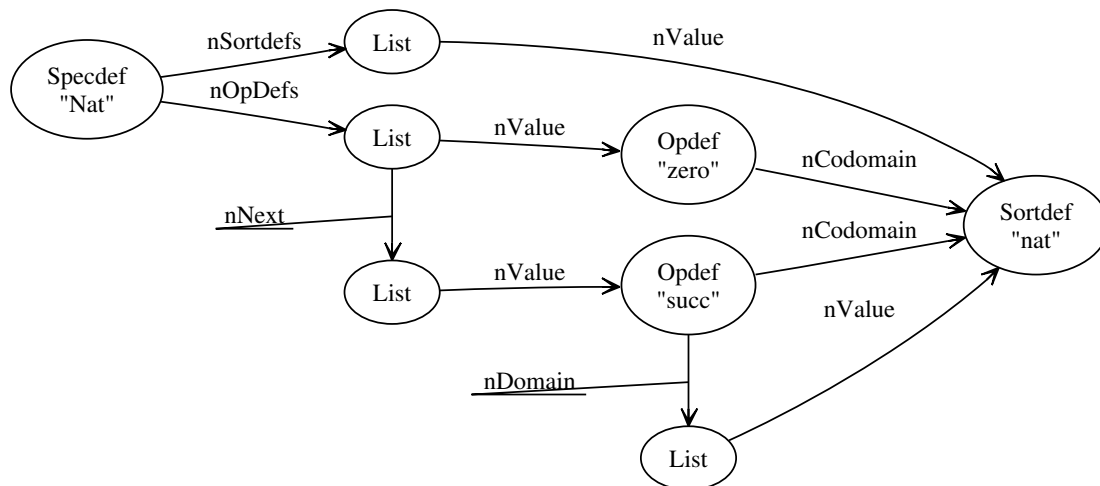 nSortdefs
List
nValue
Specdef
"Nat"
nOpDefs
List
nValue
Opdef
"zero"
nCodomain
nNext
Sortdef
"nat"
nCodomain
List
nValue
Opdef
"succ"
nValue
nDomain
List